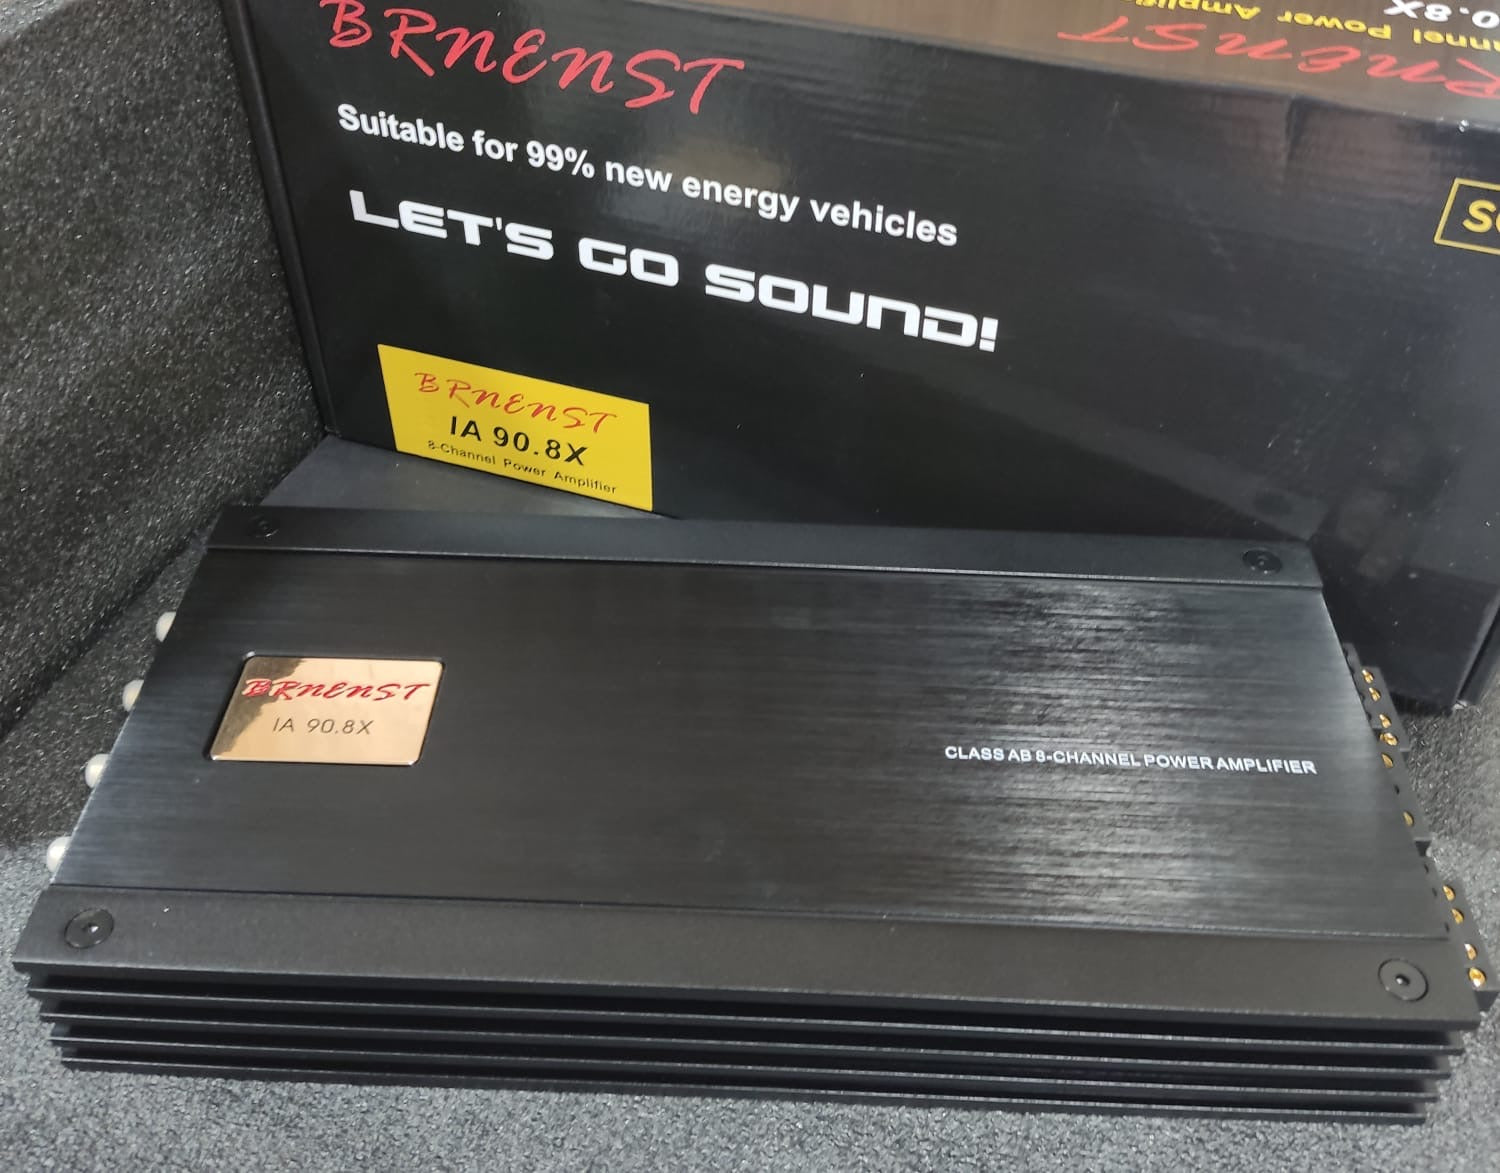 BRNENST
Suitable for 99% new energy vehicles
LET'S GO SOUND!
BRNENST
IA 90.8X
8-Channel Power Amplifier
BRNENST
IA 90.8X
CLASS AB 8-CHANNEL POWER AMPLIFIER